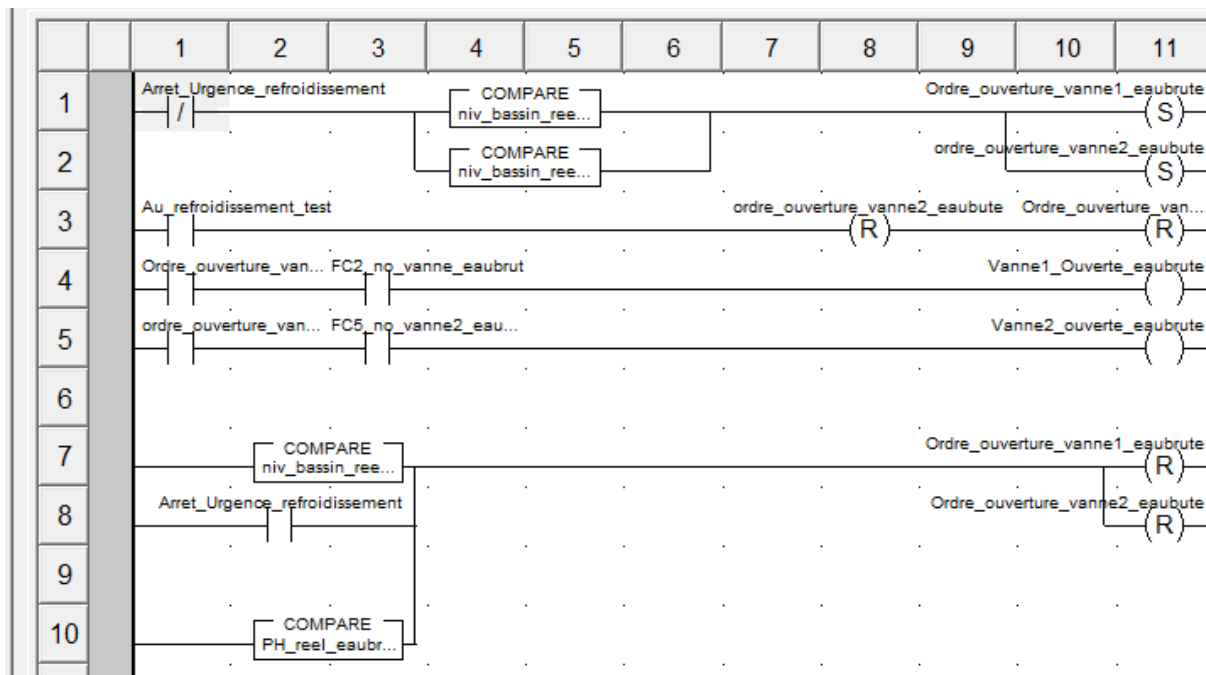 1 2 3 4 5 6 7 8 9 10 11
1 Arret_Urgence_refroidissement Ordre_ouverture_vanne1_eaubrute
/ COMPARE S
niv_bassin_ree...
2 COMPARE ordre_ouverture_vanne2_eaubute
niv_bassin_ree... S
3 Au_refroidissement_test ordre_ouverture_vanne2_eaubute Ordre_ouverture_van...
R R
4 Ordre_ouverture_van... FC2_no_vanne_eaubrut Vanne1_Ouverte_eaubrute
5 ordre_ouverture_van... FC5_no_vanne2_eau... Vanne2_ouverte_eaubrute
6
7 COMPARE Ordre_ouverture_vanne1_eaubrute
niv_bassin_ree... R
8 Arret_Urgence_refroidissement Ordre_ouverture_vanne2_eaubute
R
9
10 COMPARE
PH_reel_eaubr...